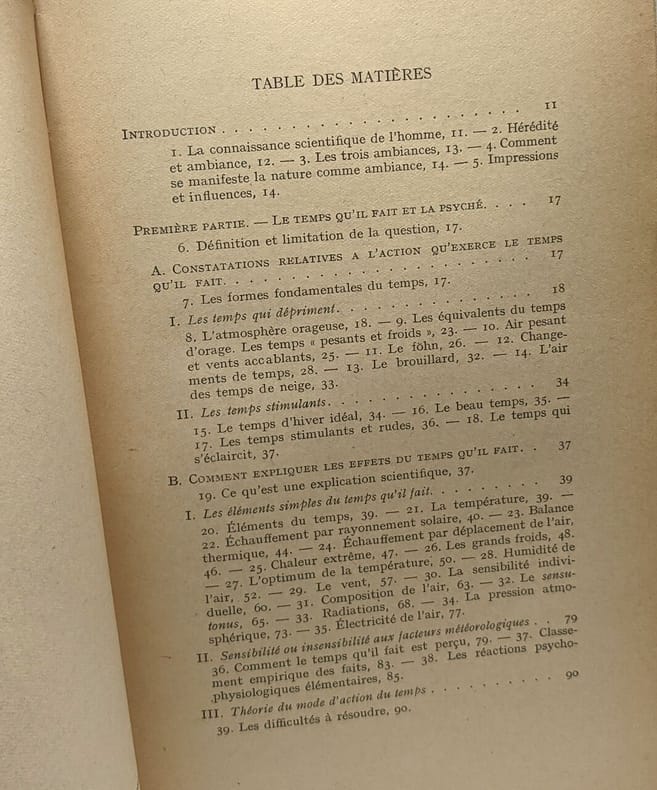 TABLE DES MATIÈRES
INTRODUCTION . . . . . . . . . . . . . . . . . . . . . 11
1. La connaissance scientifique de l'homme, 11. — 2. Hérédité
et ambiance, 12. — 3. Les trois ambiances, 13. — 4. Comment
se manifeste la nature comme ambiance, 14. — 5. Impressions
et influences, 14.
PREMIÈRE PARTIE. — LE TEMPS QU'IL FAIT ET LA PSYCHÉ. . . . 17
6. Définition et limitation de la question, 17.
A. CONSTATATIONS RELATIVES A L'ACTION QU'EXERCE LE TEMPS
QU'IL FAIT. . . . . . . . . . . . . . . . . . . . . 17
7. Les formes fondamentales du temps, 17.
I. Les temps qui dépriment. . . . . . . . . . . . . . 18
8. L'atmosphère orageuse, 18. — 9. Les équivalents du temps
d'orage. Les temps « pesants et froids », 23. — 10. Air pesant
et vents accablants, 25. — 11. Le föhn, 26. — 12. Change-
ments de temps, 28. — 13. Le brouillard, 32. — 14. L'air
des temps de neige, 33.
II. Les temps stimulants. . . . . . . . . . . . . . . 34
15. Le temps d'hiver idéal, 34. — 16. Le beau temps, 35. —
17. Les temps stimulants et rudes, 36. — 18. Le temps qui
s'éclaircit, 37.
B. COMMENT EXPLIQUER LES EFFETS DU TEMPS QU'IL FAIT. . 37
19. Ce qu'est une explication scientifique, 37.
I. Les éléments simples du temps qu'il fait. . . . . . . . 39
20. Éléments du temps, 39. — 21. La température, 39. —
22. Échauffement par rayonnement solaire, 40. — 23. Balance
thermique, 44. — 24. Échauffement par déplacement de l'air,
46. — 25. Chaleur extrême, 47. — 26. Les grands froids, 48.
— 27. L'optimum de la température, 50. — 28. Humidité de
l'air, 52. — 29. Le vent, 57. — 30. La sensibilité indivi-
duelle, 60. — 31. Composition de l'air, 63. — 32. Le sensu-
tonus, 65. — 33. Radiations, 68. — 34. La pression atmo-
sphérique, 73. — 35. Électricité de l'air, 77.
II. Sensibilité ou insensibilité aux facteurs météorologiques . . 79
36. Comment le temps qu'il fait est perçu, 79. — 37. Classe-
ment empirique des faits, 83. — 38. Les réactions psycho-
physiologiques élémentaires, 85.
III. Théorie du mode d'action du temps . . . . . . . . . 90
39. Les difficultés à résoudre, 90.